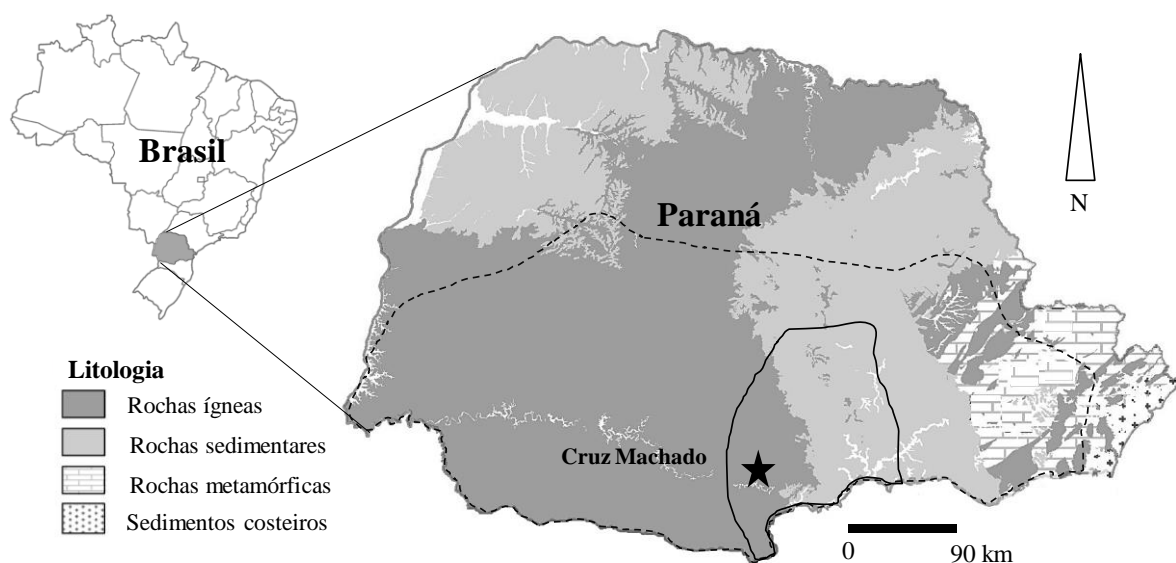 Brasil
Paraná
N
Litologia
Rochas ígneas
Rochas sedimentares
Rochas metamórficas
Sedimentos costeiros
Cruz Machado
0 90 km